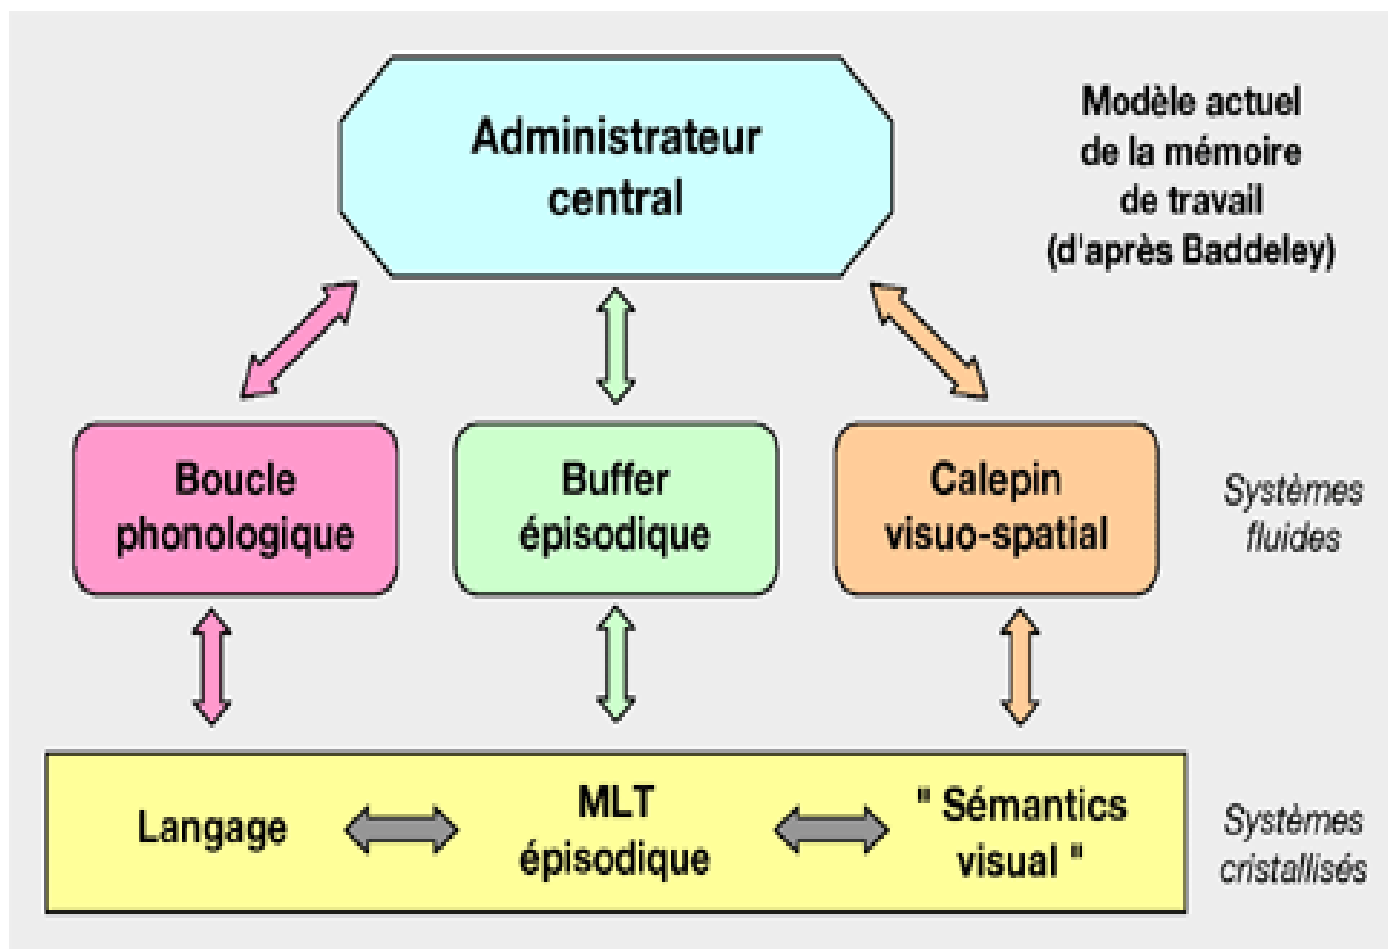 Administrateur
central
Modèle actuel
de la mémoire
de travail
(d'après Baddeley)
Boucle
phonologique
Buffer
épisodique
Calepin
visuo-spatial
Systèmes
fluides
Langage
MLT
épisodique
" Sémantics
visual "
Systèmes
cristallisés